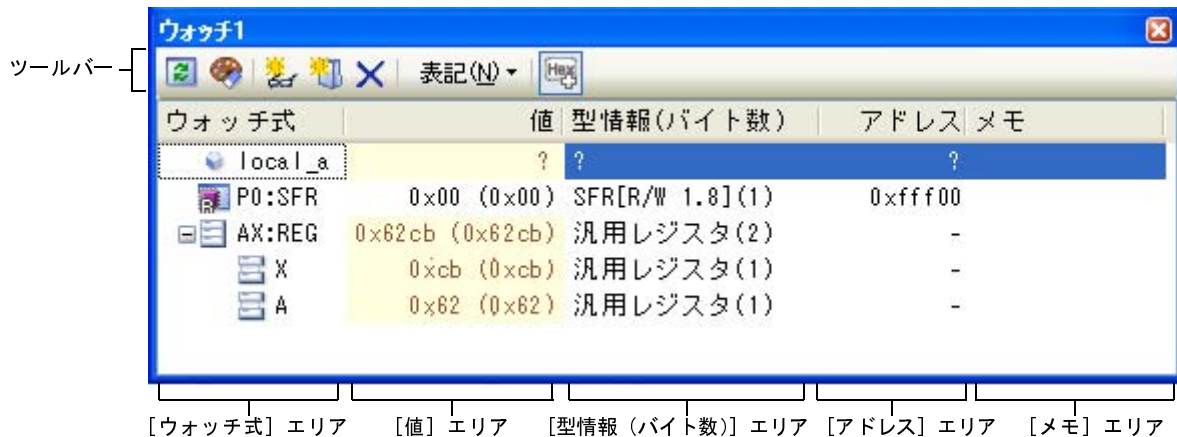 ウォッチ1
ツールバー
表記(N)
Hex
ウォッチ式 値 型情報(バイト数) アドレス メモ
local_a ? ? ?
P0:SFR 0x00 (0x00) SFR[R/W 1.8](1) 0xfff00
AX:REG 0x62cb (0x62cb) 汎用レジスタ(2) -
X 0xcb (0xcb) 汎用レジスタ(1) -
A 0x62 (0x62) 汎用レジスタ(1) -
[ウォッチ式] エリア [値] エリア [型情報（バイト数）] エリア [アドレス] エリア [メモ] エリア